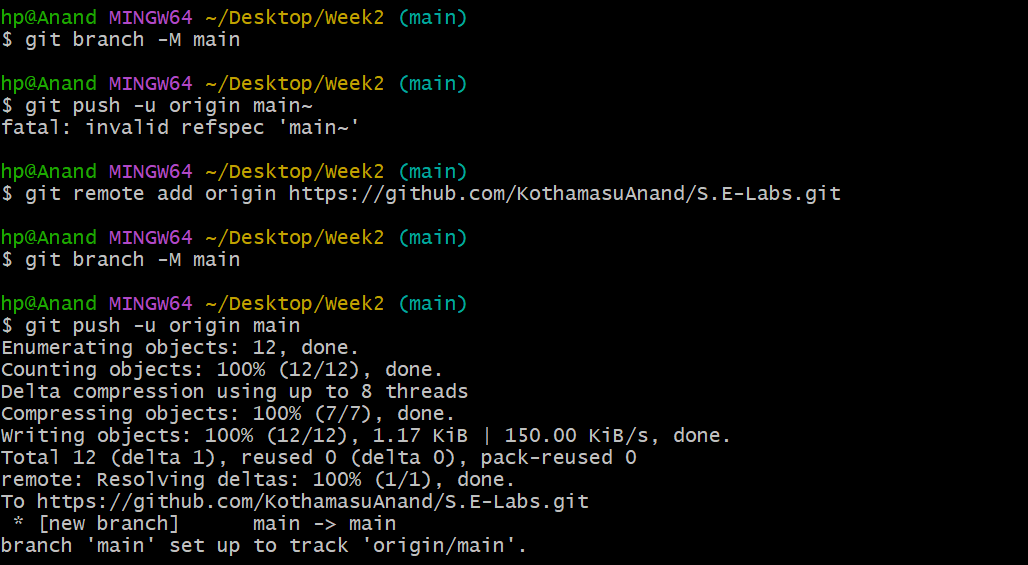 hp@Anand MINGW64 ~/Desktop/Week2 (main)
$ git branch -M main
hp@Anand MINGW64 ~/Desktop/Week2 (main)
$ git push -u origin main~
fatal: invalid refspec 'main~'
hp@Anand MINGW64 ~/Desktop/Week2 (main)
$ git remote add origin https://github.com/KothamasuAnand/S.E-Labs.git
hp@Anand MINGW64 ~/Desktop/Week2 (main)
$ git branch -M main
hp@Anand MINGW64 ~/Desktop/Week2 (main)
$ git push -u origin main
Enumerating objects: 12, done.
Counting objects: 100% (12/12), done.
Delta compression using up to 8 threads
Compressing objects: 100% (7/7), done.
Writing objects: 100% (12/12), 1.17 KiB | 150.00 KiB/s, done.
Total 12 (delta 1), reused 0 (delta 0), pack-reused 0
remote: Resolving deltas: 100% (1/1), done.
To https://github.com/KothamasuAnand/S.E-Labs.git
 * [new branch]      main -> main
branch 'main' set up to track 'origin/main'.